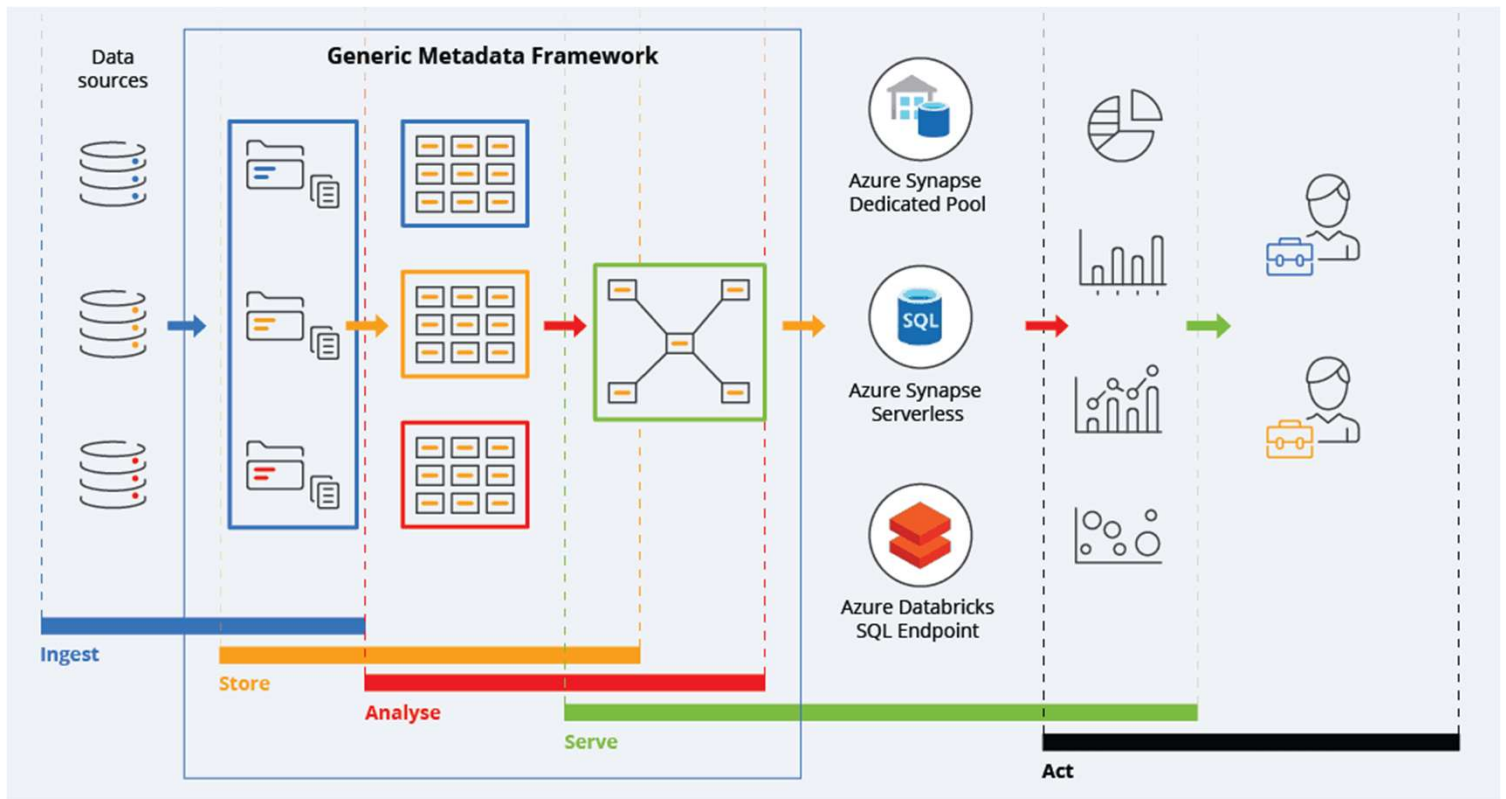 Data
sources
Generic Metadata Framework
Azure Synapse
Dedicated Pool
SQL
Azure Synapse
Serverless
Azure Databricks
SQL Endpoint
Ingest
Store
Analyse
Serve
Act